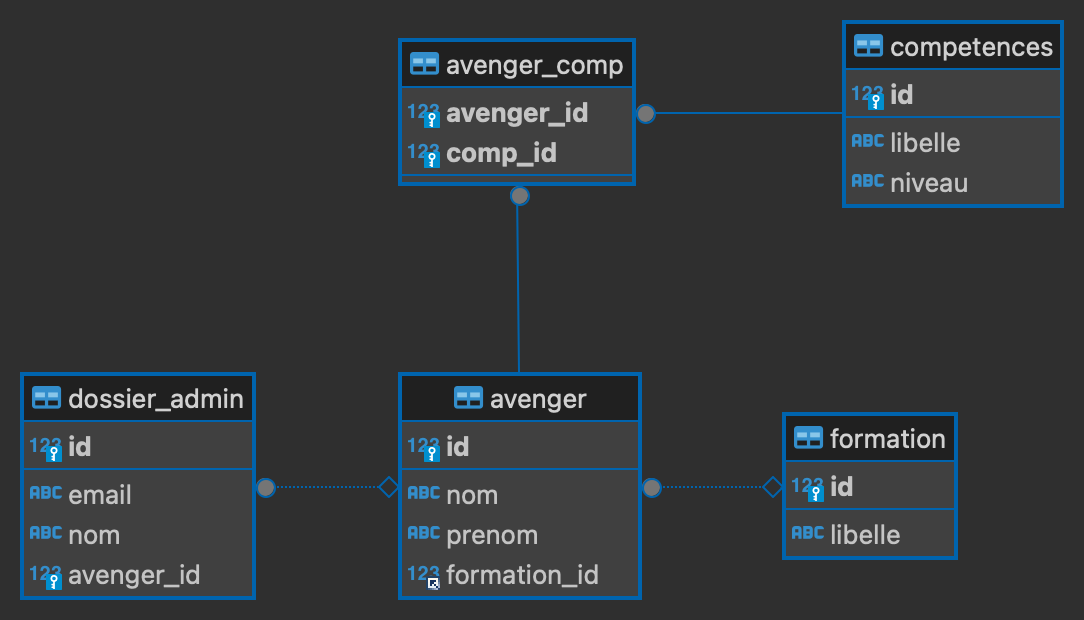 avenger_comp
123 avenger_id
123 comp_id
competences
123 id
ABC libelle
ABC niveau
dossier_admin
123 id
ABC email
ABC nom
123 avenger_id
avenger
123 id
ABC nom
ABC prenom
123 formation_id
formation
123 id
ABC libelle